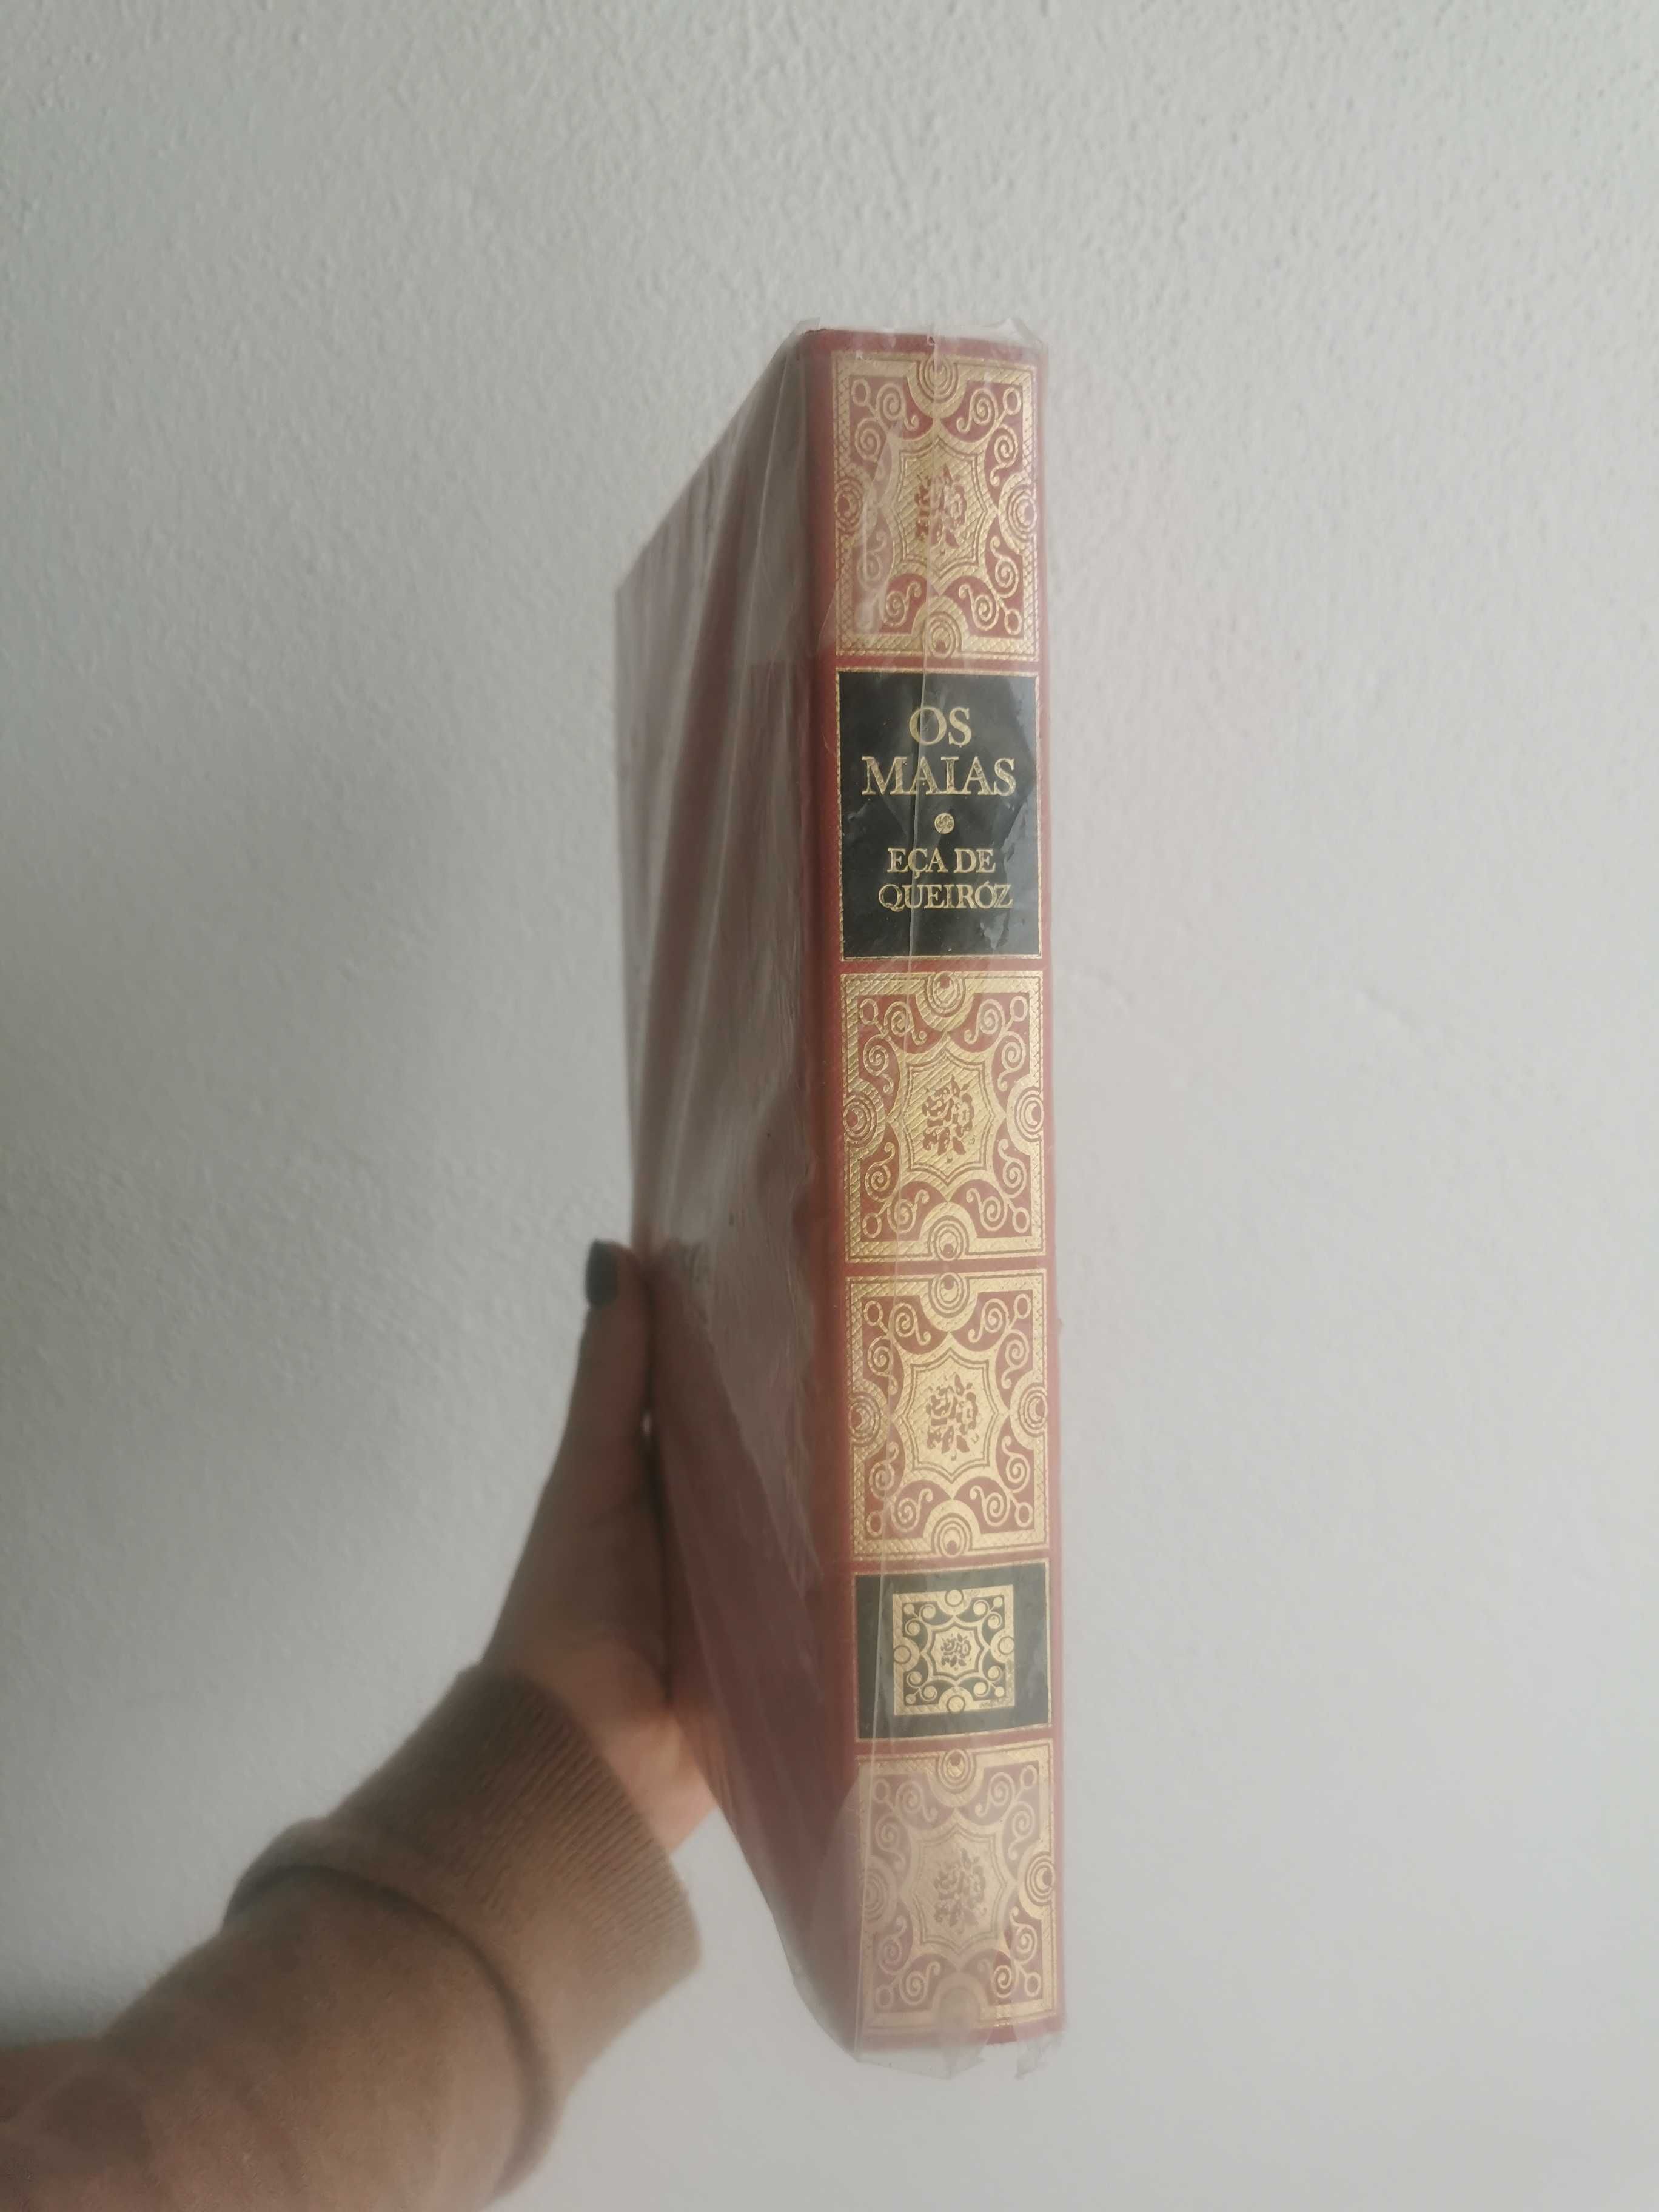 OS
MAIAS
EÇA DE
QUEIRÓZ